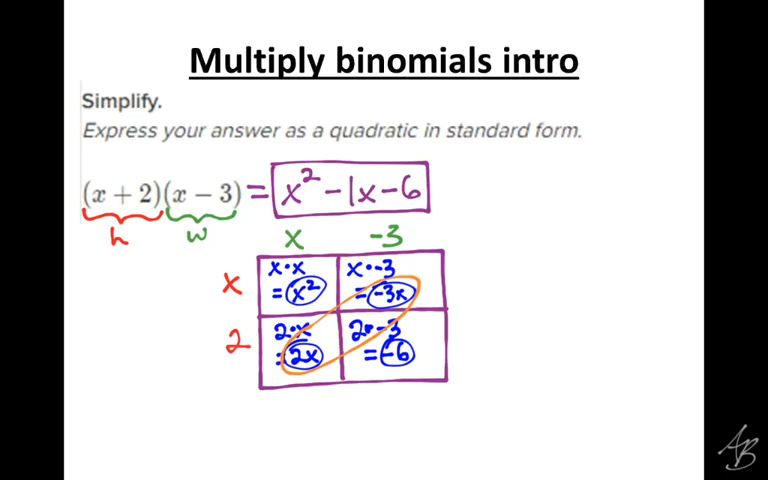 Multiply binomials intro
Simplify.
Express your answer as a quadratic in standard form.
(x + 2)(x − 3) = x² − 1x − 6
h w
x -3
x
x·x
= x²
x·-3
= -3x
2
2·x
= 2x
2·-3
= -6
AB